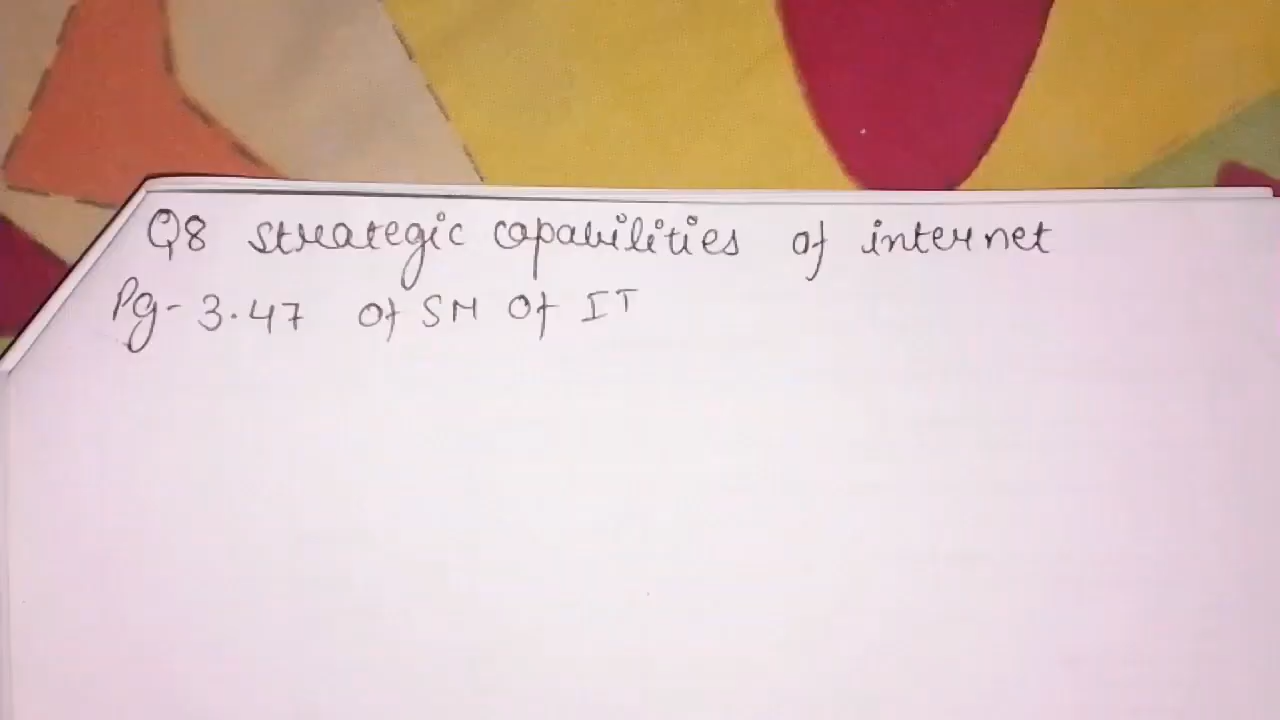 Q8 strategic capabilities of internet
Pg- 3.47 of SM of IT